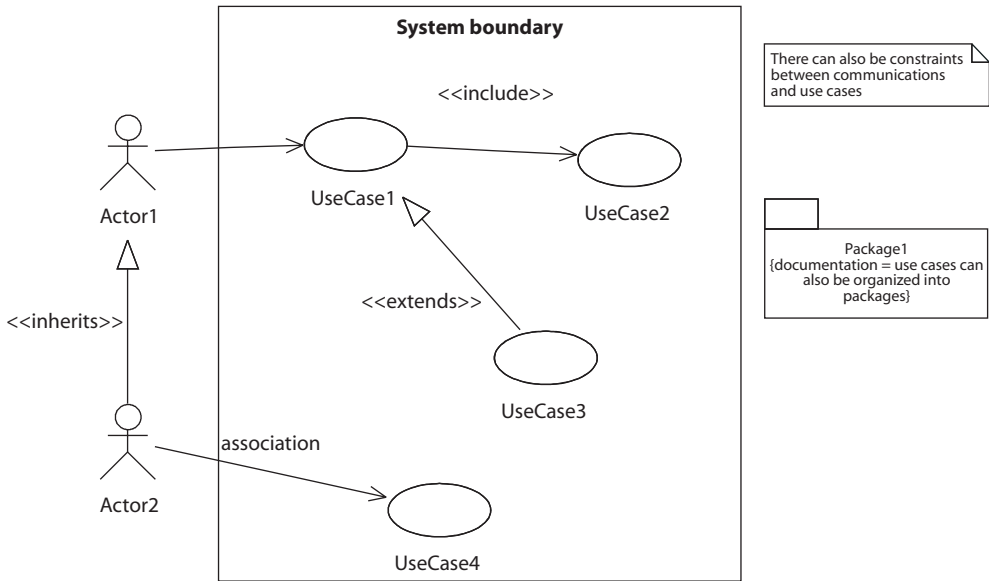 System boundary
There can also be constraints
between communications
and use cases
<<include>>
Actor1
UseCase1
UseCase2
Package1
{documentation = use cases can
also be organized into
packages}
<<extends>>
<<inherits>>
UseCase3
association
Actor2
UseCase4